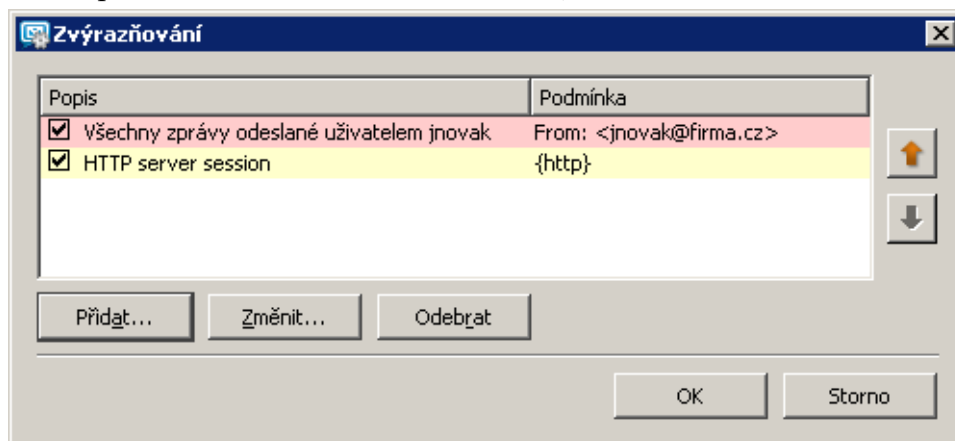 Zvýrazňování
Popis Podmínka
Všechny zprávy odeslané uživatelem jnovak From: <jnovak@firma.cz>
HTTP server session {http}
Přidat... Změnit... Odebrat
OK Storno